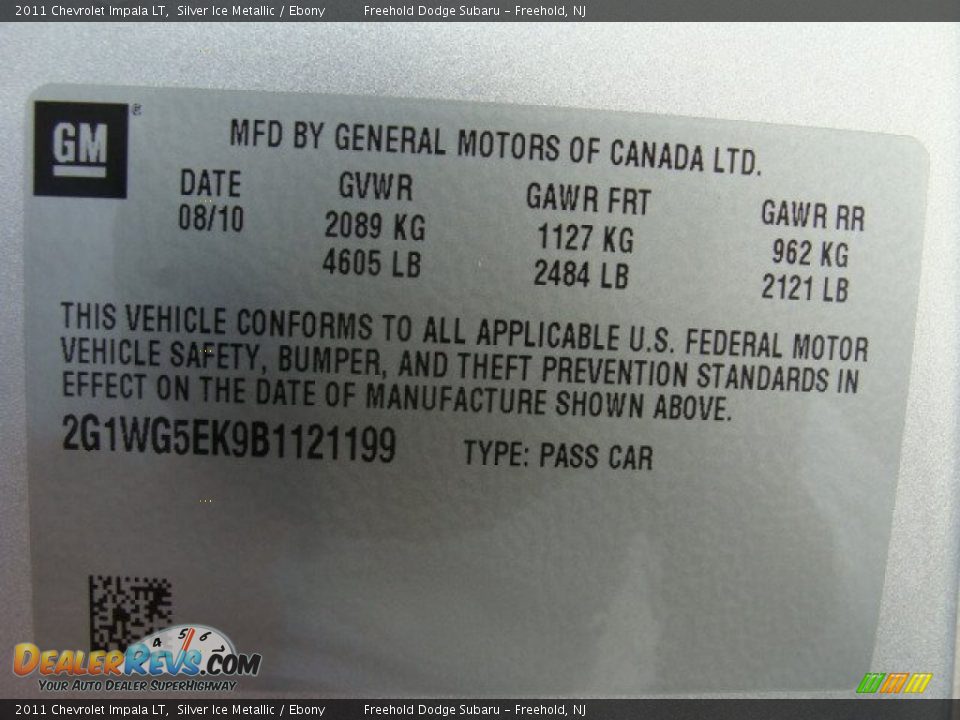 2011 Chevrolet Impala LT, Silver Ice Metallic / Ebony Freehold Dodge Subaru - Freehold, NJ
GM®
MFD BY GENERAL MOTORS OF CANADA LTD.
DATE GVWR GAWR FRT GAWR RR
08/10 2089 KG 1127 KG 962 KG
4605 LB 2484 LB 2121 LB
THIS VEHICLE CONFORMS TO ALL APPLICABLE U.S. FEDERAL MOTOR
VEHICLE SAFETY, BUMPER, AND THEFT PREVENTION STANDARDS IN
EFFECT ON THE DATE OF MANUFACTURE SHOWN ABOVE.
2G1WG5EK9B1121199 TYPE: PASS CAR
4 5 6 7
DEALERREVS.COM
YOUR AUTO DEALER SUPERHIGHWAY
2011 Chevrolet Impala LT, Silver Ice Metallic / Ebony Freehold Dodge Subaru - Freehold, NJ